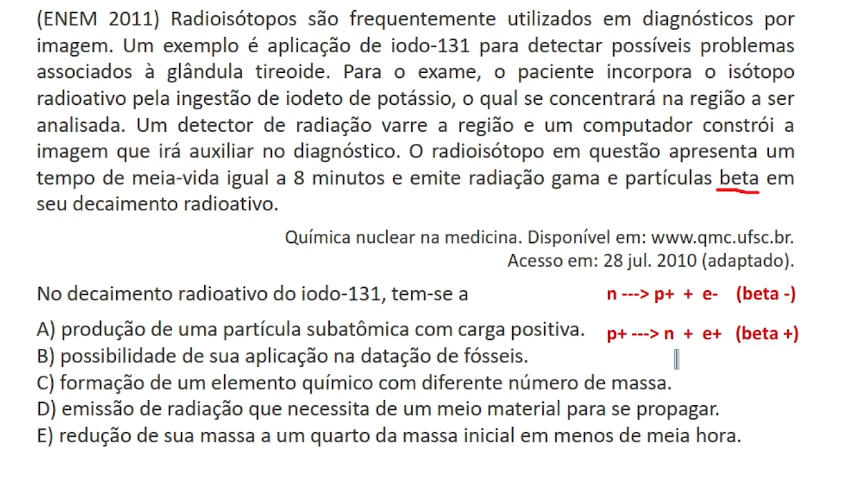 (ENEM 2011) Radioisótopos são frequentemente utilizados em diagnósticos por
imagem. Um exemplo é aplicação de iodo-131 para detectar possíveis problemas
associados à glândula tireoide. Para o exame, o paciente incorpora o isótopo
radioativo pela ingestão de iodeto de potássio, o qual se concentrará na região a ser
analisada. Um detector de radiação varre a região e um computador constrói a
imagem que irá auxiliar no diagnóstico. O radioisótopo em questão apresenta um
tempo de meia-vida igual a 8 minutos e emite radiação gama e partículas beta em
seu decaimento radioativo.
Química nuclear na medicina. Disponível em: www.qmc.ufsc.br.
Acesso em: 28 jul. 2010 (adaptado).
No decaimento radioativo do iodo-131, tem-se a
n ---> p+ + e- (beta -)
A) produção de uma partícula subatômica com carga positiva.
p+ ---> n + e+ (beta +)
B) possibilidade de sua aplicação na datação de fósseis.
C) formação de um elemento químico com diferente número de massa.
D) emissão de radiação que necessita de um meio material para se propagar.
E) redução de sua massa a um quarto da massa inicial em menos de meia hora.